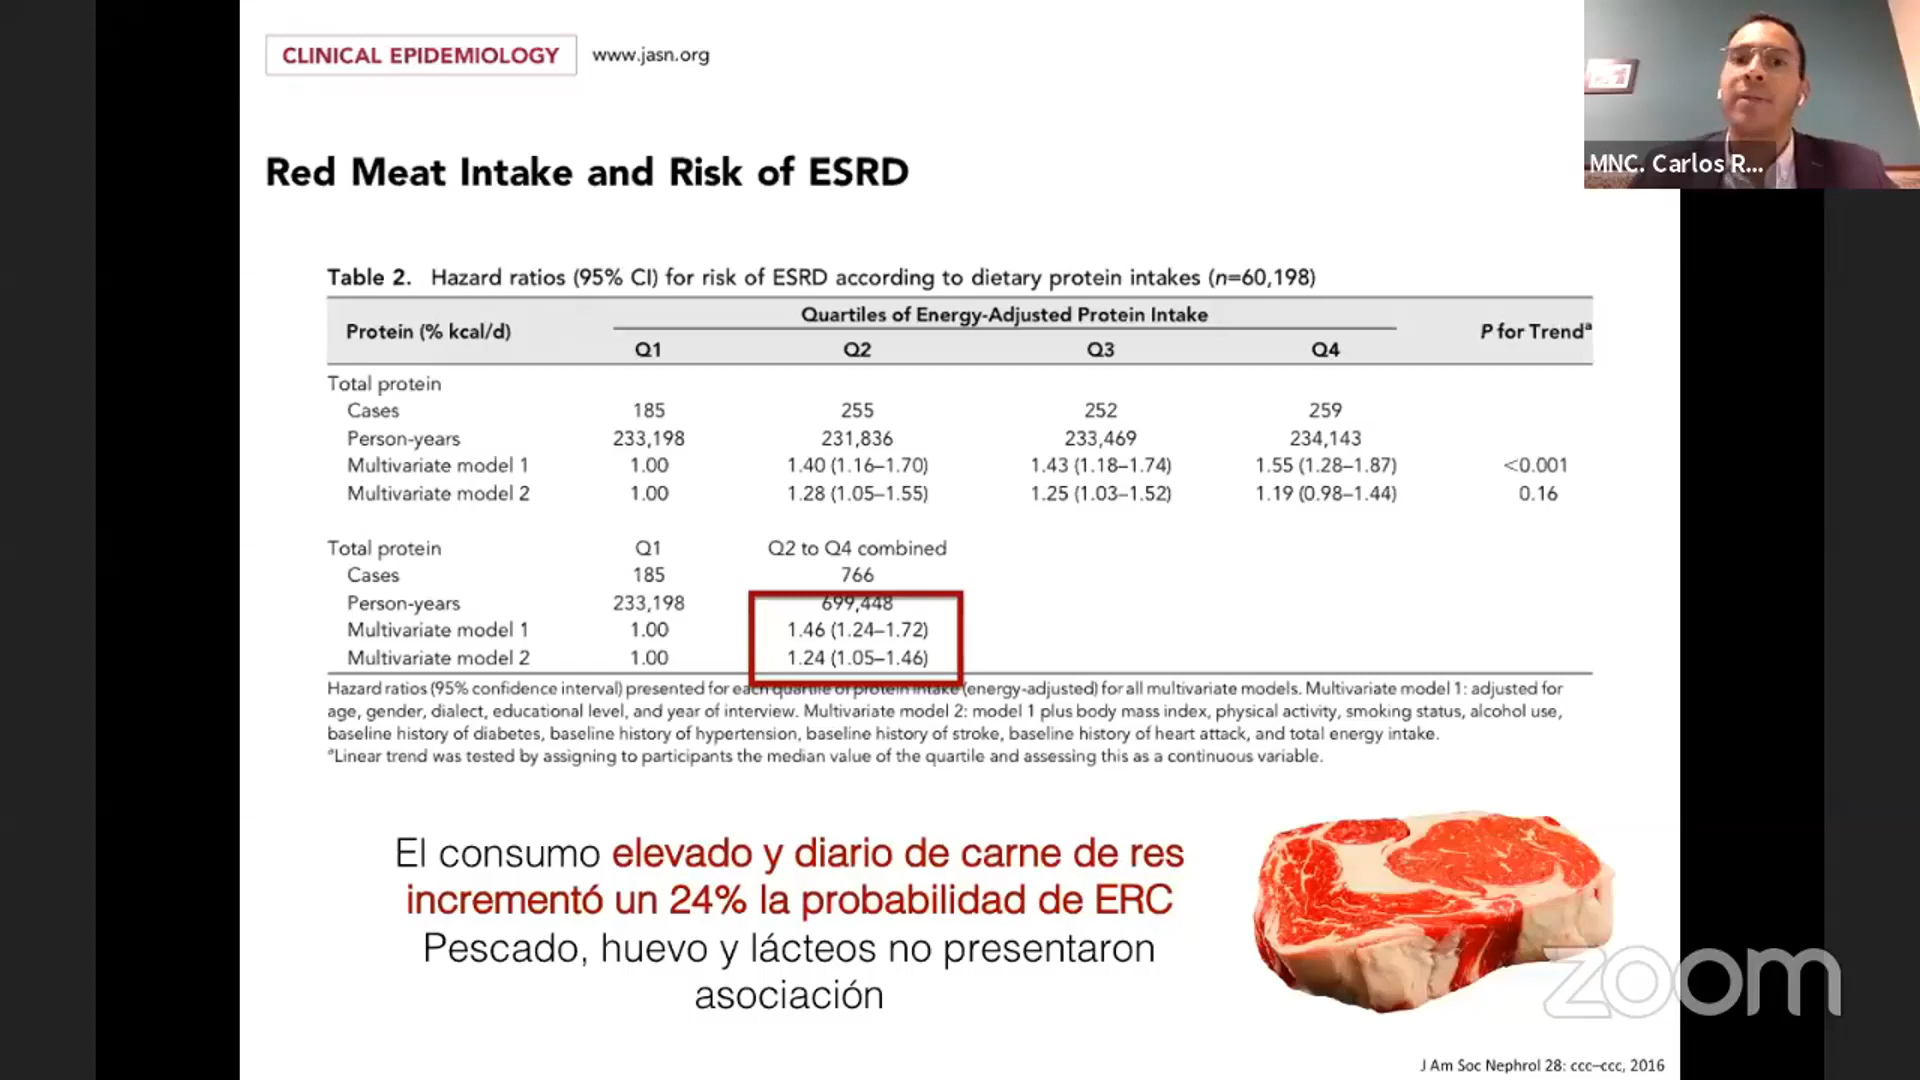 CLINICAL EPIDEMIOLOGY www.jasn.org
MNC. Carlos R...
Red Meat Intake and Risk of ESRD
Table 2. Hazard ratios (95% CI) for risk of ESRD according to dietary protein intakes (n=60,198)
Protein (% kcal/d) Quartiles of Energy-Adjusted Protein Intake P for Trendª
Q1 Q2 Q3 Q4
Total protein
Cases 185 255 252 259
Person-years 233,198 231,836 233,469 234,143
Multivariate model 1 1.00 1.40 (1.16–1.70) 1.43 (1.18–1.74) 1.55 (1.28–1.87) <0.001
Multivariate model 2 1.00 1.28 (1.05–1.55) 1.25 (1.03–1.52) 1.19 (0.98–1.44) 0.16
Total protein Q1 Q2 to Q4 combined
Cases 185 766
Person-years 233,198 699,448
Multivariate model 1 1.00 1.46 (1.24–1.72)
Multivariate model 2 1.00 1.24 (1.05–1.46)
Hazard ratios (95% confidence interval) presented for each quartile of protein intake (energy-adjusted) for all multivariate models. Multivariate model 1: adjusted for
age, gender, dialect, educational level, and year of interview. Multivariate model 2: model 1 plus body mass index, physical activity, smoking status, alcohol use,
baseline history of diabetes, baseline history of hypertension, baseline history of stroke, baseline history of heart attack, and total energy intake.
ªLinear trend was tested by assigning to participants the median value of the quartile and assessing this as a continuous variable.
El consumo elevado y diario de carne de res
incrementó un 24% la probabilidad de ERC
Pescado, huevo y lácteos no presentaron
asociación
zoom
J Am Soc Nephrol 28: ccc–ccc, 2016